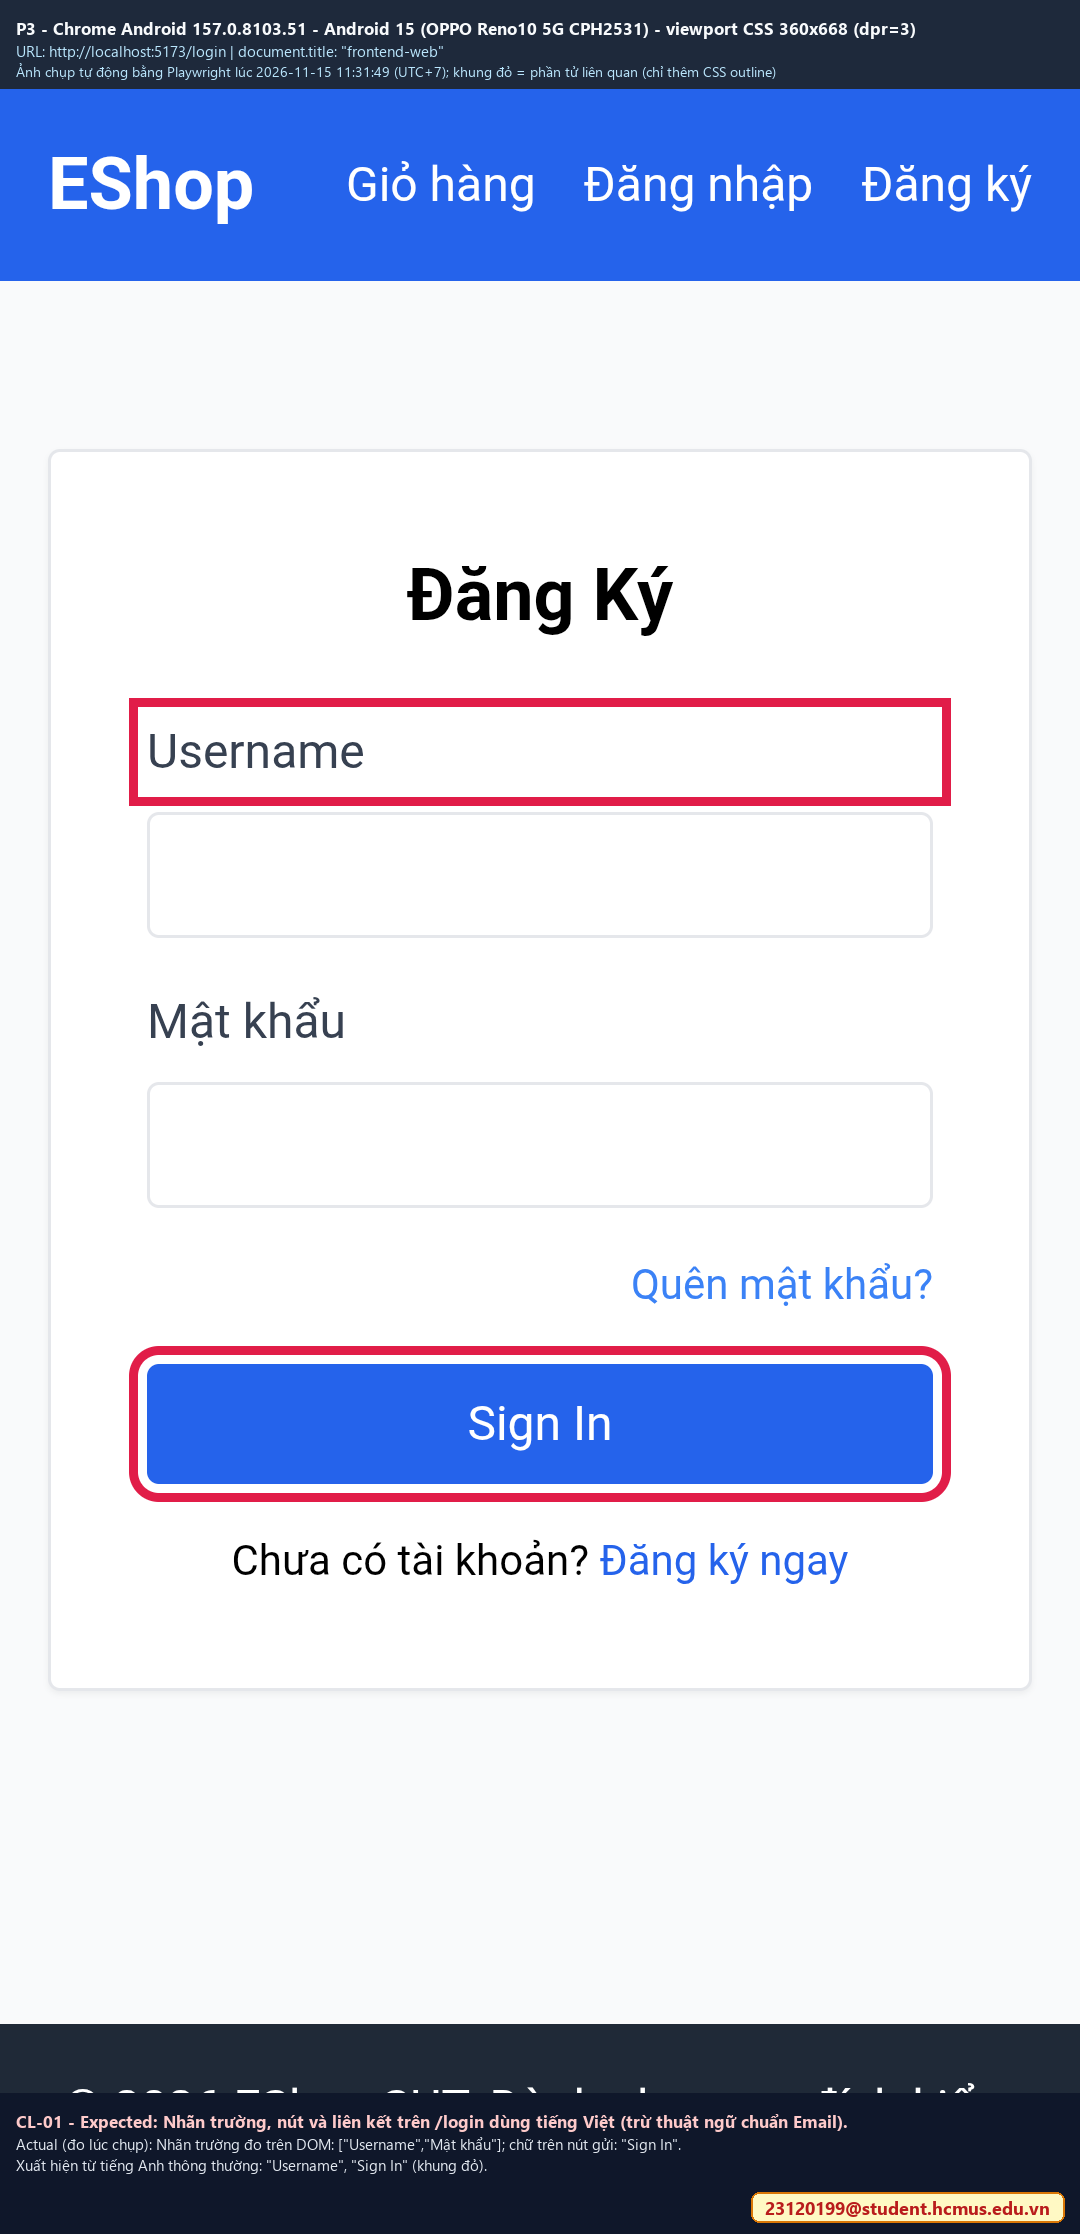 P3 - Chrome Android 157.0.8103.51 - Android 15 (OPPO Reno10 5G CPH2531) - viewport CSS 360x668 (dpr=3)
URL: http://localhost:5173/login | document.title: "frontend-web"
Ảnh chụp tự động bằng Playwright lúc 2026-11-15 11:31:49 (UTC+7); khung đỏ = phần tử liên quan (chỉ thêm CSS outline)
EShop Giỏ hàng Đăng nhập Đăng ký
Đăng Ký
Username
Mật khẩu
Quên mật khẩu?
Sign In
Chưa có tài khoản? Đăng ký ngay
CL-01 - Expected: Nhãn trường, nút và liên kết trên /login dùng tiếng Việt (trừ thuật ngữ chuẩn Email).
Actual (đo lúc chụp): Nhãn trường đo trên DOM: ["Username","Mật khẩu"]; chữ trên nút gửi: "Sign In".
Xuất hiện từ tiếng Anh thông thường: "Username", "Sign In" (khung đỏ).
23120199@student.hcmus.edu.vn